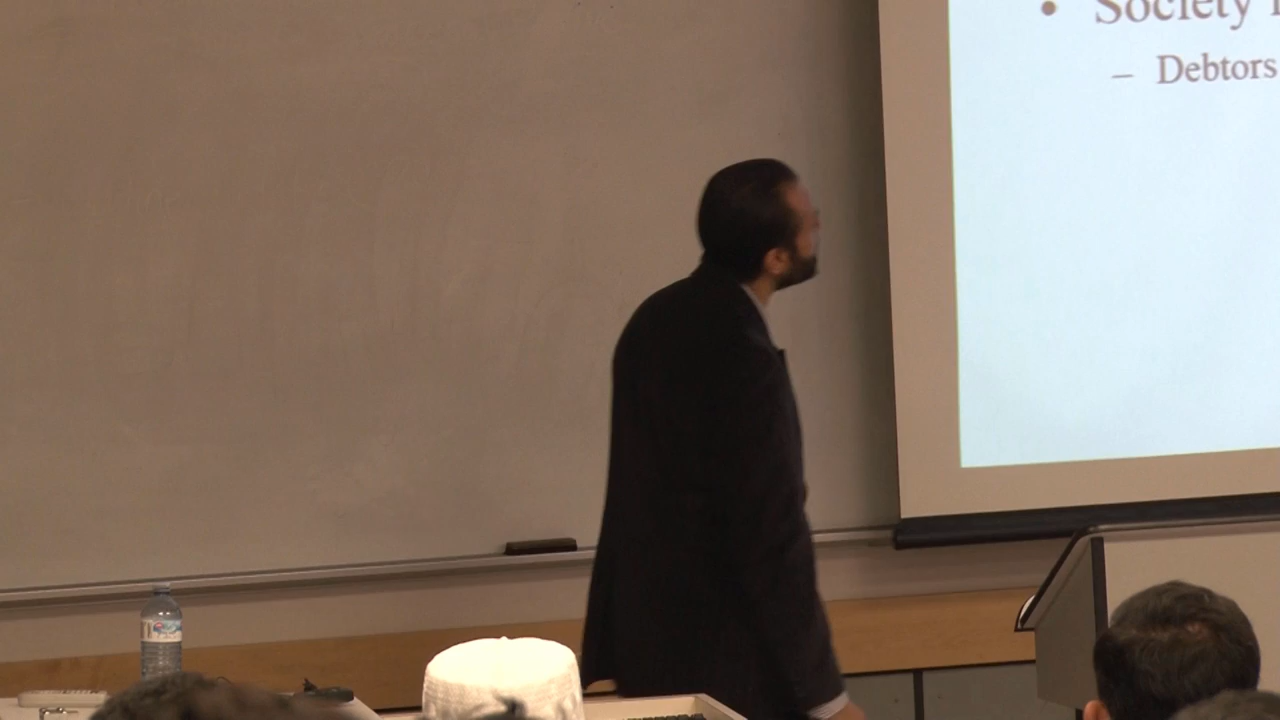 • Society
– Debtors